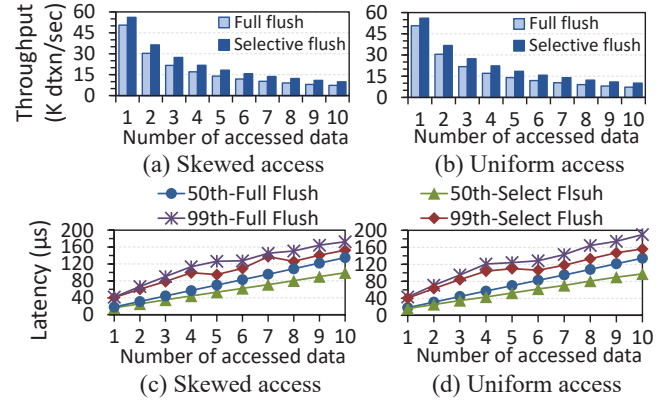 Throughput
(K dtxn/sec)
60
45
30
15
0
Full flush
Selective flush
1 2 3 4 5 6 7 8 9 10
Number of accessed data
(a) Skewed access
60
45
30
15
0
Full flush
Selective flush
1 2 3 4 5 6 7 8 9 10
Number of accessed data
(b) Uniform access
50th-Full Flush 50th-Select Flsuh
99th-Full Flush 99th-Select Flush
Latency (μs)
200
160
120
80
40
0
1 2 3 4 5 6 7 8 9 10
Number of accessed data
(c) Skewed access
200
160
120
80
40
0
1 2 3 4 5 6 7 8 9 10
Number of accessed data
(d) Uniform access